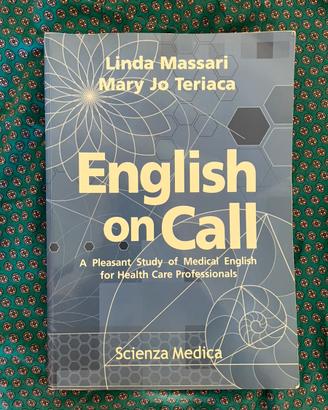 Linda Massari
Mary Jo Teriaca
English
on Call
A Pleasant Study of Medical English
for Health Care Professionals
Scienza Medica